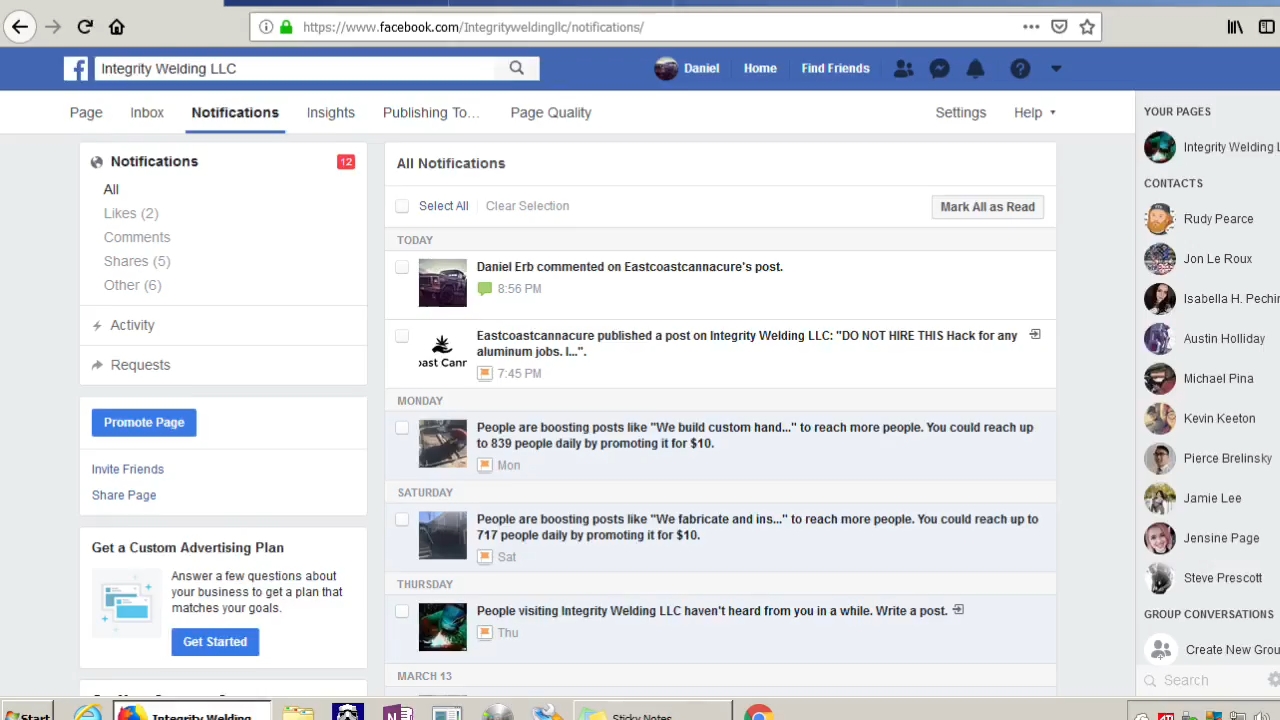 https://www.facebook.com/Integrityweldingllc/notifications/
Integrity Welding LLC
Daniel
Home
Find Friends
Page
Inbox
Notifications
Insights
Publishing To...
Page Quality
Settings
Help
Notifications
12
All
Likes (2)
Comments
Shares (5)
Other (6)
Activity
Requests
Promote Page
Invite Friends
Share Page
Get a Custom Advertising Plan
Answer a few questions about
your business to get a plan that
matches your goals.
Get Started
All Notifications
Select All
Clear Selection
Mark All as Read
TODAY
Daniel Erb commented on Eastcoastcannacure's post.
8:56 PM
oast Canr
Eastcoastcannacure published a post on Integrity Welding LLC: "DO NOT HIRE THIS Hack for any
aluminum jobs. I...".
7:45 PM
MONDAY
People are boosting posts like "We build custom hand..." to reach more people. You could reach up
to 839 people daily by promoting it for $10.
Mon
SATURDAY
People are boosting posts like "We fabricate and ins..." to reach more people. You could reach up to
717 people daily by promoting it for $10.
Sat
THURSDAY
People visiting Integrity Welding LLC haven't heard from you in a while. Write a post.
Thu
MARCH 13
YOUR PAGES
Integrity Welding L
CONTACTS
Rudy Pearce
Jon Le Roux
Isabella H. Pechin
Austin Holliday
Michael Pina
Kevin Keeton
Pierce Brelinsky
Jamie Lee
Jensine Page
Steve Prescott
GROUP CONVERSATIONS
Create New Grou
Search
Start
Integrity Welding
Sticky Notes